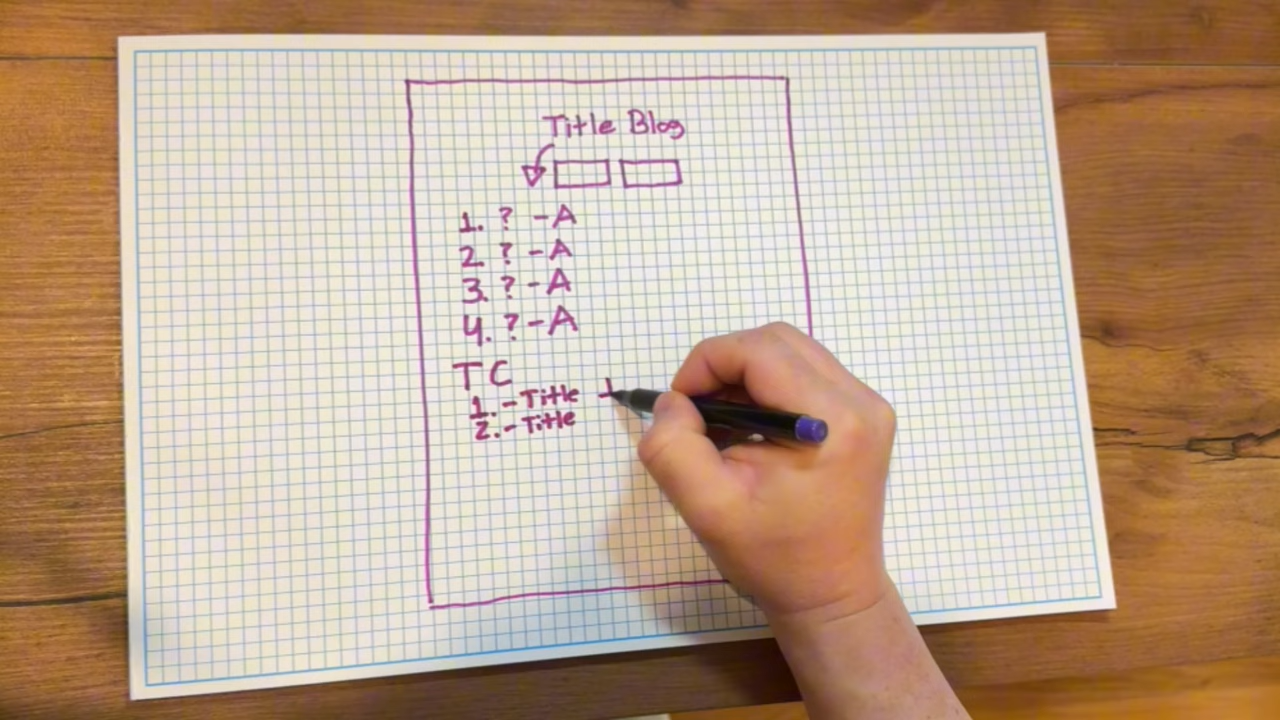 Title Blog
1. ? - A
2 ? - A
3. ? - A
4. ? - A
TC
1. - Title +
2. - Title